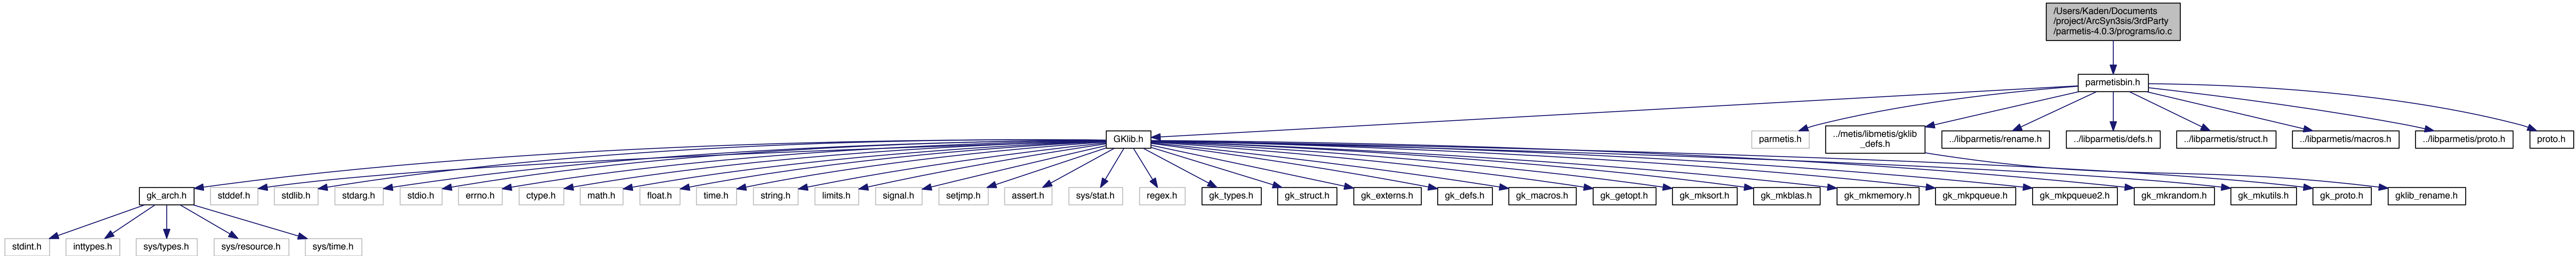 /Users/Kaden/Documents
/project/ArcSyn3sis/3rdParty
/parmetis-4.0.3/programs/io.c
parmetisbin.h
GKlib.h
parmetis.h
../metis/libmetis/gklib
_defs.h
../libparmetis/rename.h
../libparmetis/defs.h
../libparmetis/struct.h
../libparmetis/macros.h
../libparmetis/proto.h
proto.h
gk_arch.h
stddef.h
stdlib.h
stdarg.h
stdio.h
errno.h
ctype.h
math.h
float.h
time.h
string.h
limits.h
signal.h
setjmp.h
assert.h
sys/stat.h
regex.h
gk_types.h
gk_struct.h
gk_externs.h
gk_defs.h
gk_macros.h
gk_getopt.h
gk_mksort.h
gk_mkblas.h
gk_mkmemory.h
gk_mkpqueue.h
gk_mkpqueue2.h
gk_mkrandom.h
gk_mkutils.h
gk_proto.h
gklib_rename.h
stdint.h
inttypes.h
sys/types.h
sys/resource.h
sys/time.h